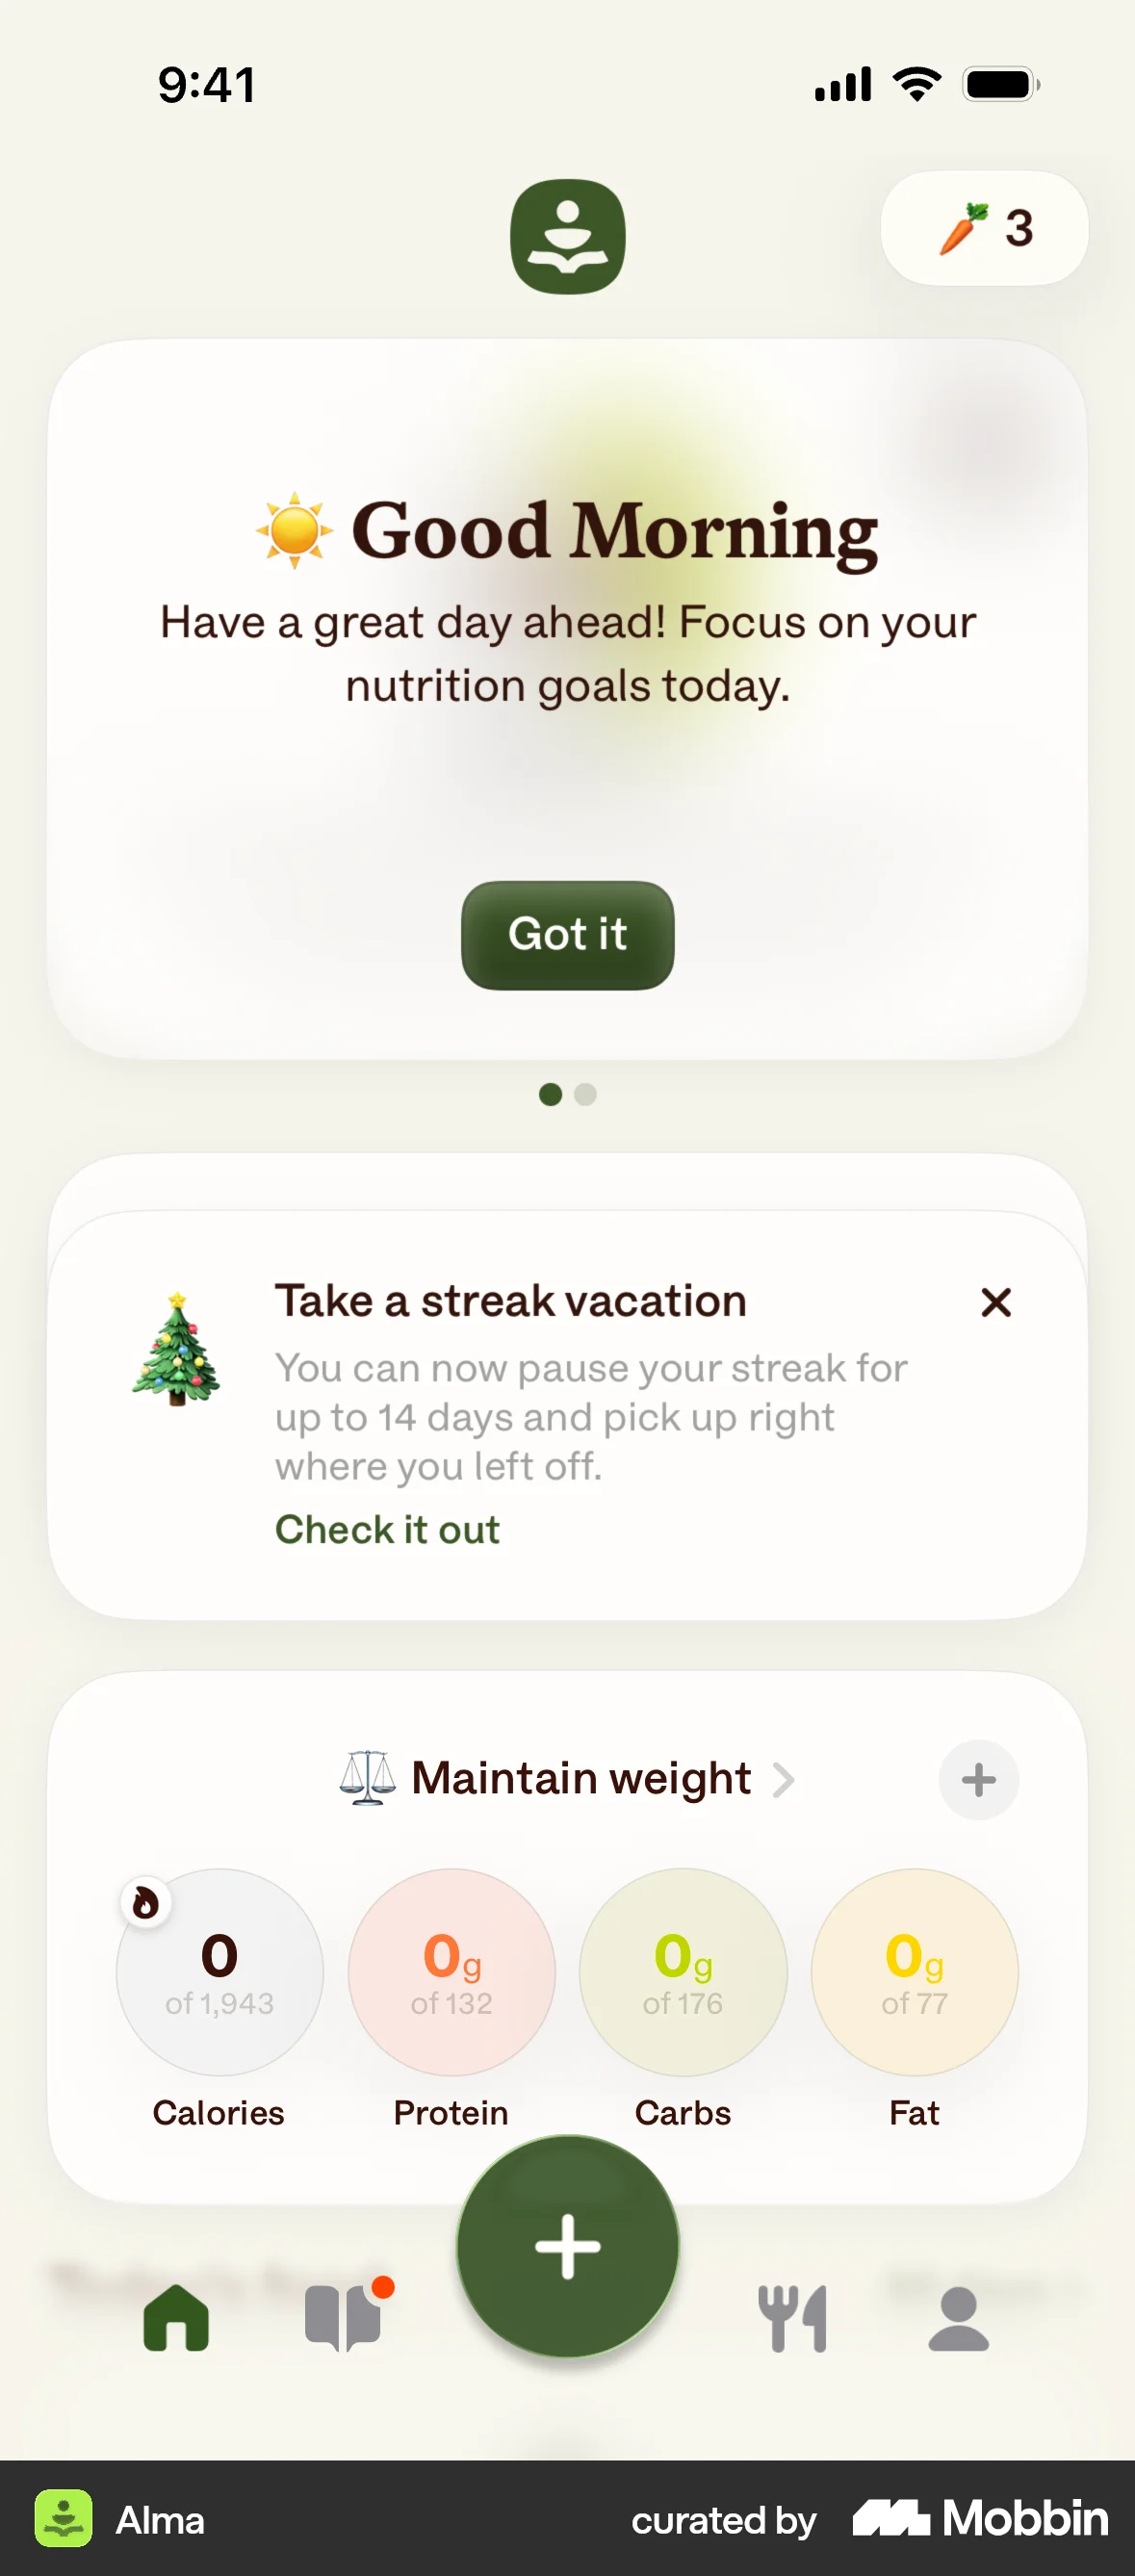 9:41
3
Good Morning
Have a great day ahead! Focus on your
nutrition goals today.
Got it
Take a streak vacation
You can now pause your streak for
up to 14 days and pick up right
where you left off.
Check it out
Maintain weight
0
of 1,943
Calories
0g
of 132
Protein
0g
of 176
Carbs
0g
of 77
Fat
Alma
curated by Mobbin